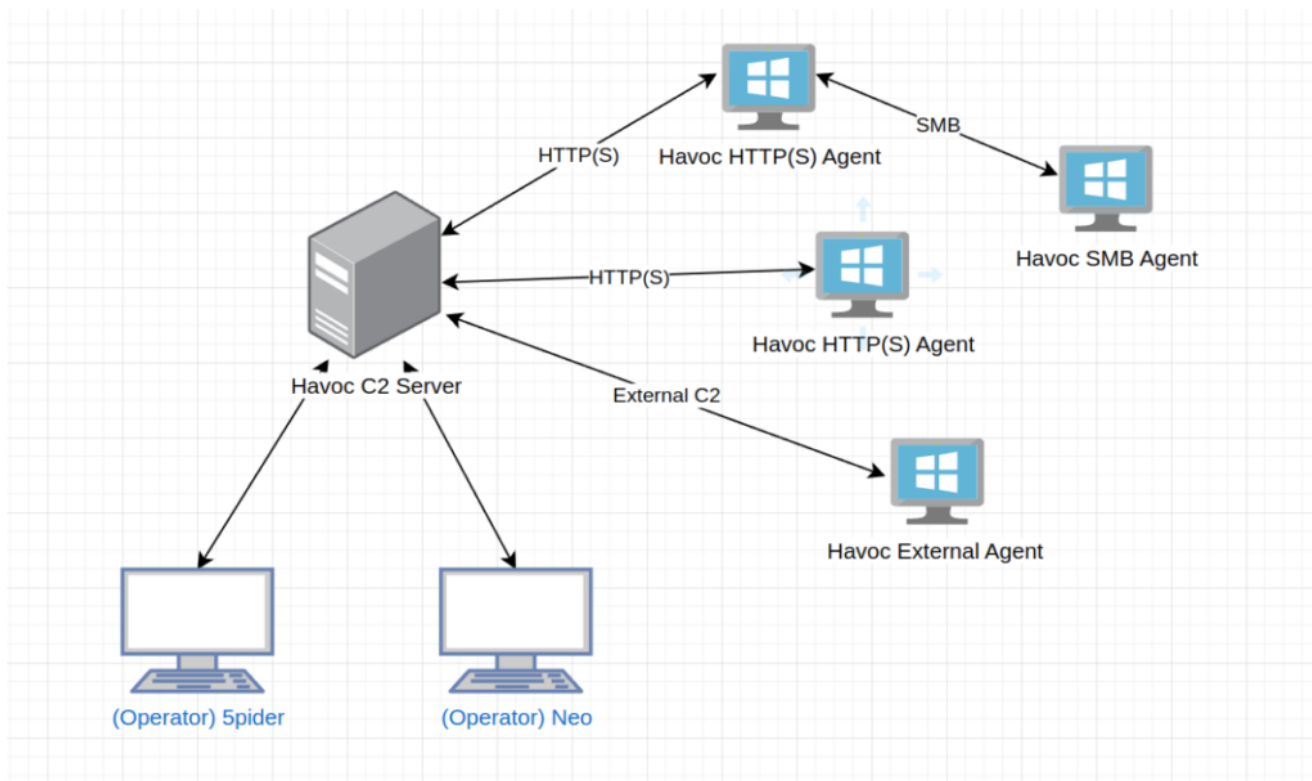 HTTP(S)
Havoc HTTP(S) Agent
SMB
Havoc SMB Agent
HTTP(S)
Havoc HTTP(S) Agent
Havoc C2 Server
External C2
Havoc External Agent
(Operator) 5pider
(Operator) Neo